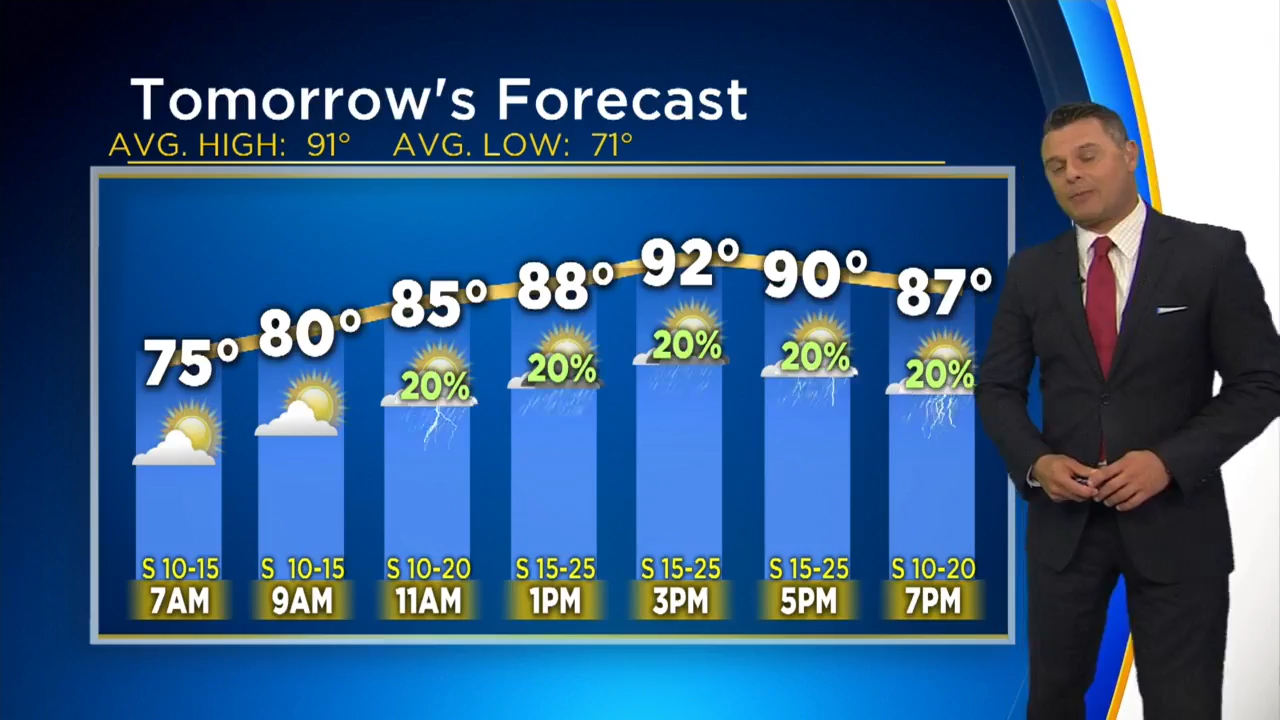 Tomorrow's Forecast
AVG. HIGH: 91° AVG. LOW: 71°
75° 80° 85° 88° 92° 90° 87°
20% 20% 20% 20% 20%
S 10-15 S 10-15 S 10-20 S 15-25 S 15-25 S 15-25 S 10-20
7AM 9AM 11AM 1PM 3PM 5PM 7PM